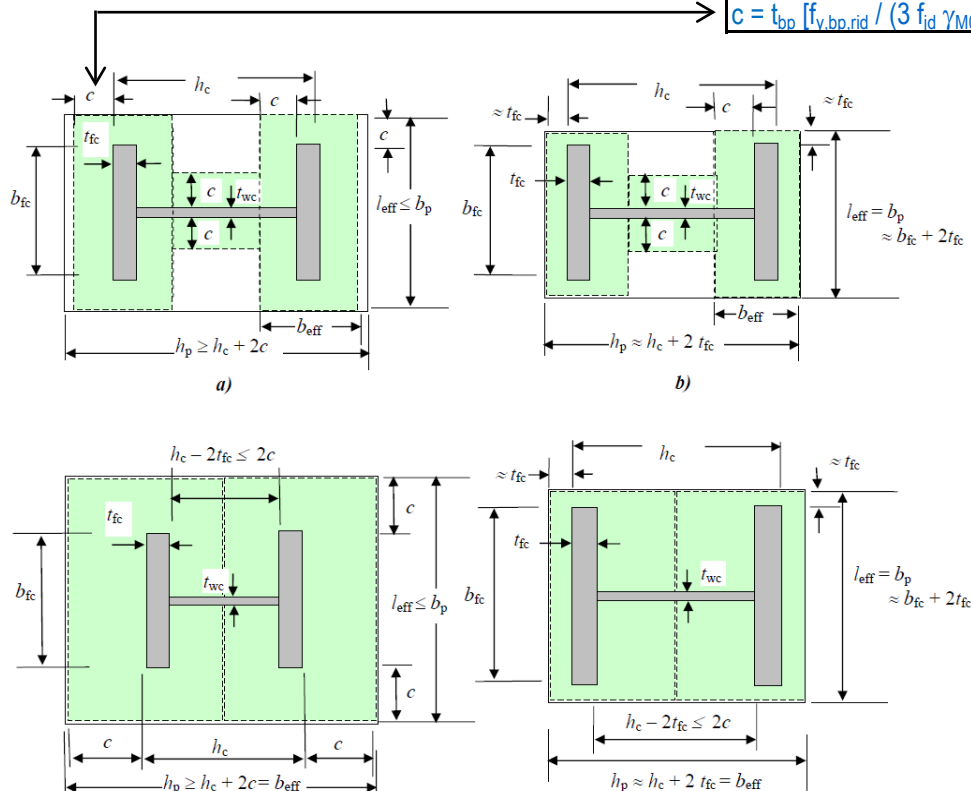 c = t_bp [f_y,bp,rid / (3 f_jd γ_M0
h_c
c
c
t_fc
c
b_fc
c
t_wc
c
l_eff ≤ b_p
b_eff
h_p ≥ h_c + 2c
a)
h_c
≈ t_fc
c
≈ t_fc
t_fc
b_fc
c
t_wc
c
l_eff = b_p
≈ b_fc + 2t_fc
b_eff
h_p ≈ h_c + 2 t_fc
b)
h_c − 2t_fc ≤ 2c
t_fc
c
b_fc
t_wc
l_eff ≤ b_p
c
c
h_c
c
h_p ≥ h_c + 2c = b_eff
h_c
≈ t_fc
≈ t_fc
t_fc
b_fc
t_wc
l_eff = b_p
≈ b_fc + 2t_fc
h_c − 2t_fc ≤ 2c
h_p ≈ h_c + 2 t_fc = b_eff